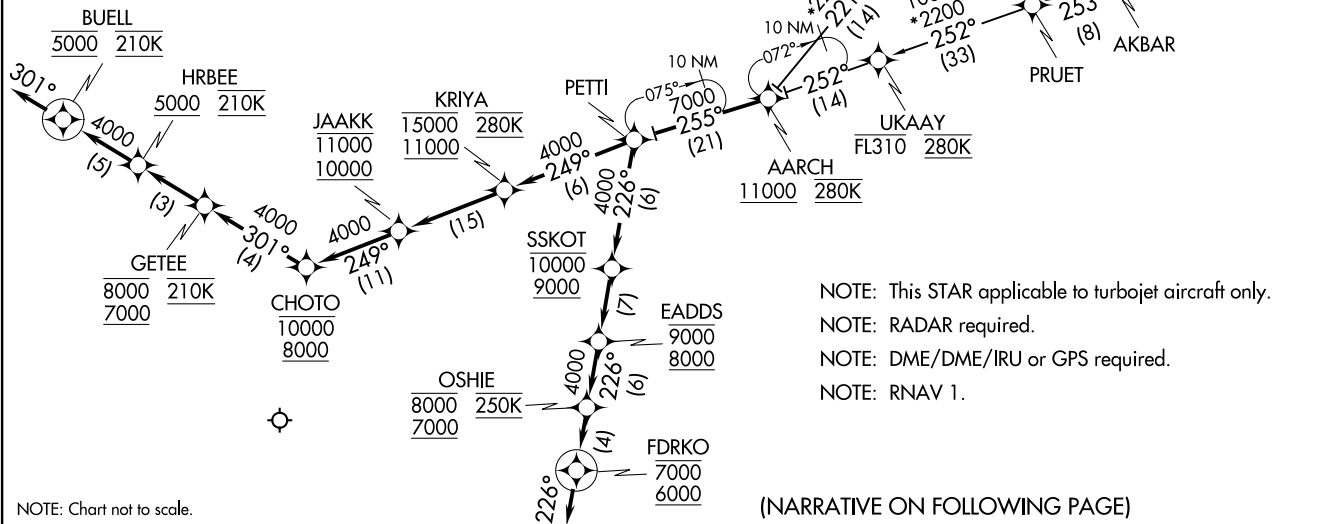 BUELL
5000 210K
301°
HRBEE
5000 210K
4000
(5)
(3)
GETEE
8000 210K
7000
4000
301°
(4)
CHOTO
10000
8000
JAAKK
11000
10000
4000
249°
(11)
KRIYA
15000 280K
11000
(15)
PETTI
4000
249°
(6)
10 NM
075°
7000
255°
(21)
10 NM
072°
(14)
AARCH
11000 280K
252°
(14)
UKAAY
FL310 280K
*2200
252°
(33)
PRUET
253
(8)
AKBAR
4000
226°
(6)
SSKOT
10000
9000
(7)
EADDS
9000
8000
4000
226°
(6)
OSHIE
8000 250K
7000
(4)
FDRKO
7000
6000
226°
NOTE: This STAR applicable to turbojet aircraft only.
NOTE: RADAR required.
NOTE: DME/DME/IRU or GPS required.
NOTE: RNAV 1.
NOTE: Chart not to scale.
(NARRATIVE ON FOLLOWING PAGE)